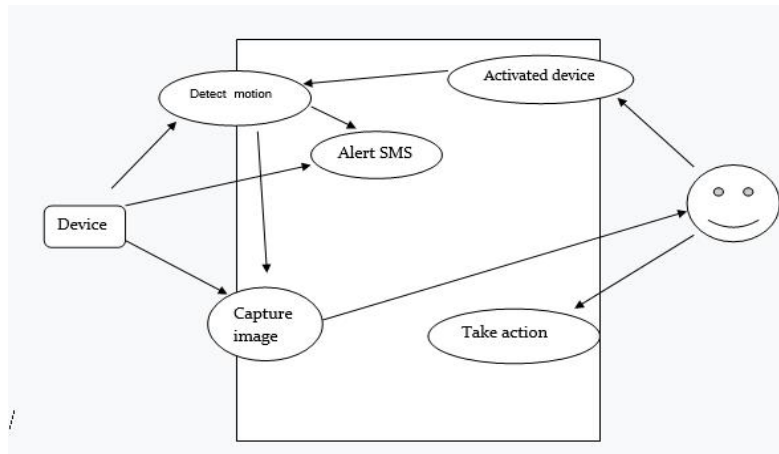 Activated device
Detect motion
Alert SMS
Device
Capture
image
Take action